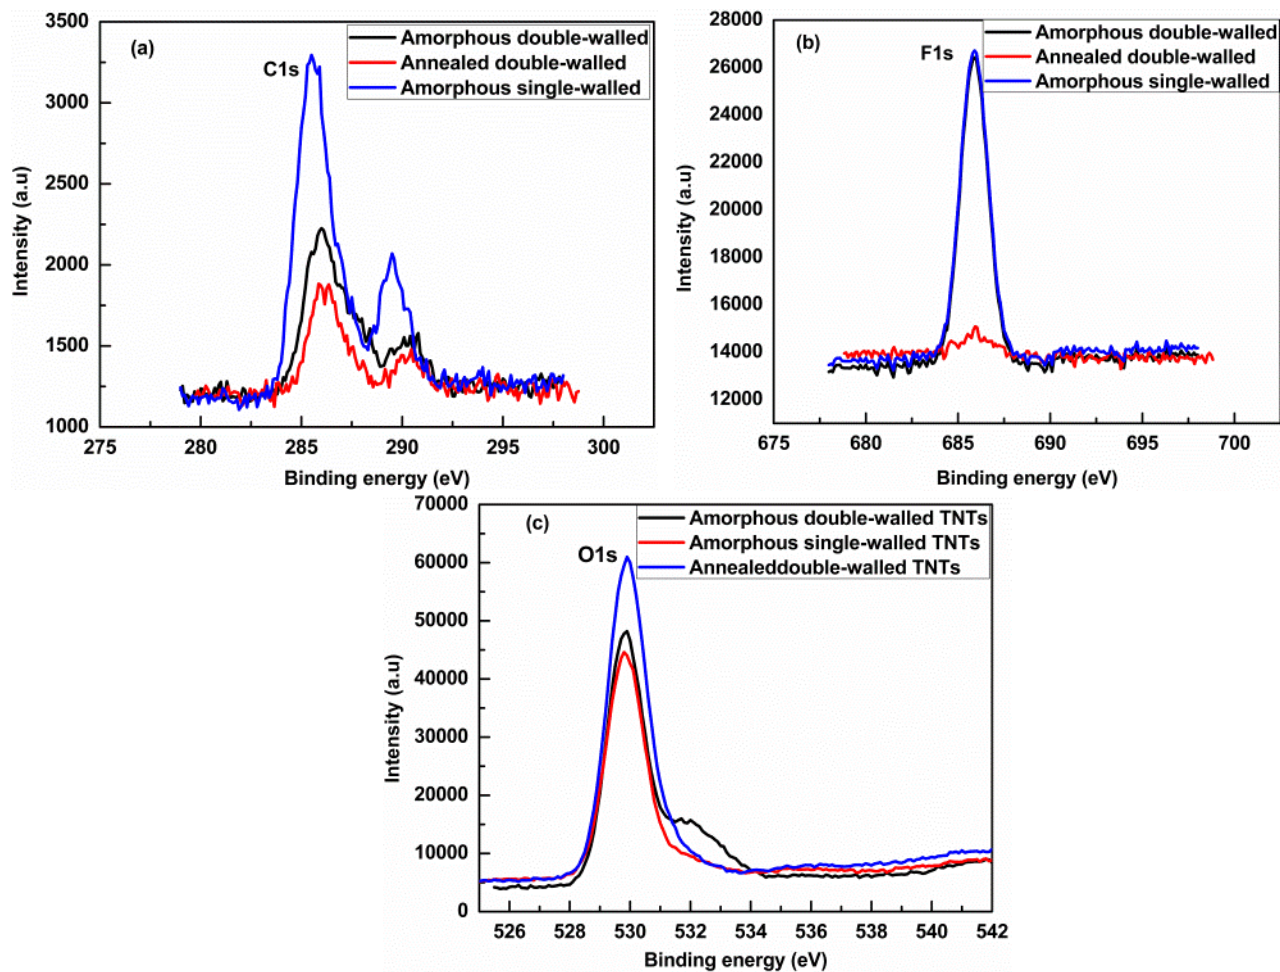 (a)
C1s
Amorphous double-walled
Annealed double-walled
Amorphous single-walled
3500
3000
2500
2000
1500
1000
Intensity (a.u)
275 280 285 290 295 300
Binding energy (eV)
(b)
F1s
Amorphous double-walled
Annealed double-walled
Amorphous single-walled
28000
26000
24000
22000
20000
18000
16000
14000
12000
Intensity (a.u)
675 680 685 690 695 700
Binding energy (eV)
(c)
O1s
Amorphous double-walled TNTs
Amorphous single-walled TNTs
Annealeddouble-walled TNTs
70000
60000
50000
40000
30000
20000
10000
0
Intensity (a.u)
526 528 530 532 534 536 538 540 542
Binding energy (eV)